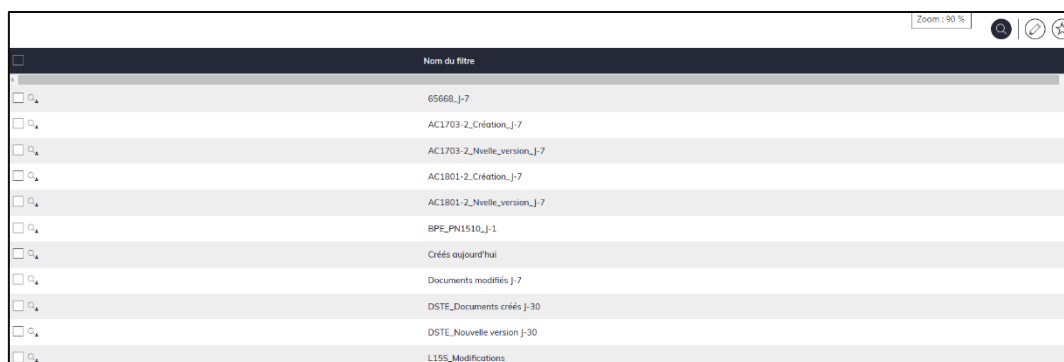 Zoom : 90 %
Nom du filtre
65668_J-7
AC1703-2_Création_J-7
AC1703-2_Nvelle_version_J-7
AC1801-2_Création_J-7
AC1801-2_Nvelle_version_J-7
BPE_PN1510_J-1
Créés aujourd'hui
Documents modifiés J-7
DSTE_Documents créés J-30
DSTE_Nouvelle version J-30
L15S_Modifications